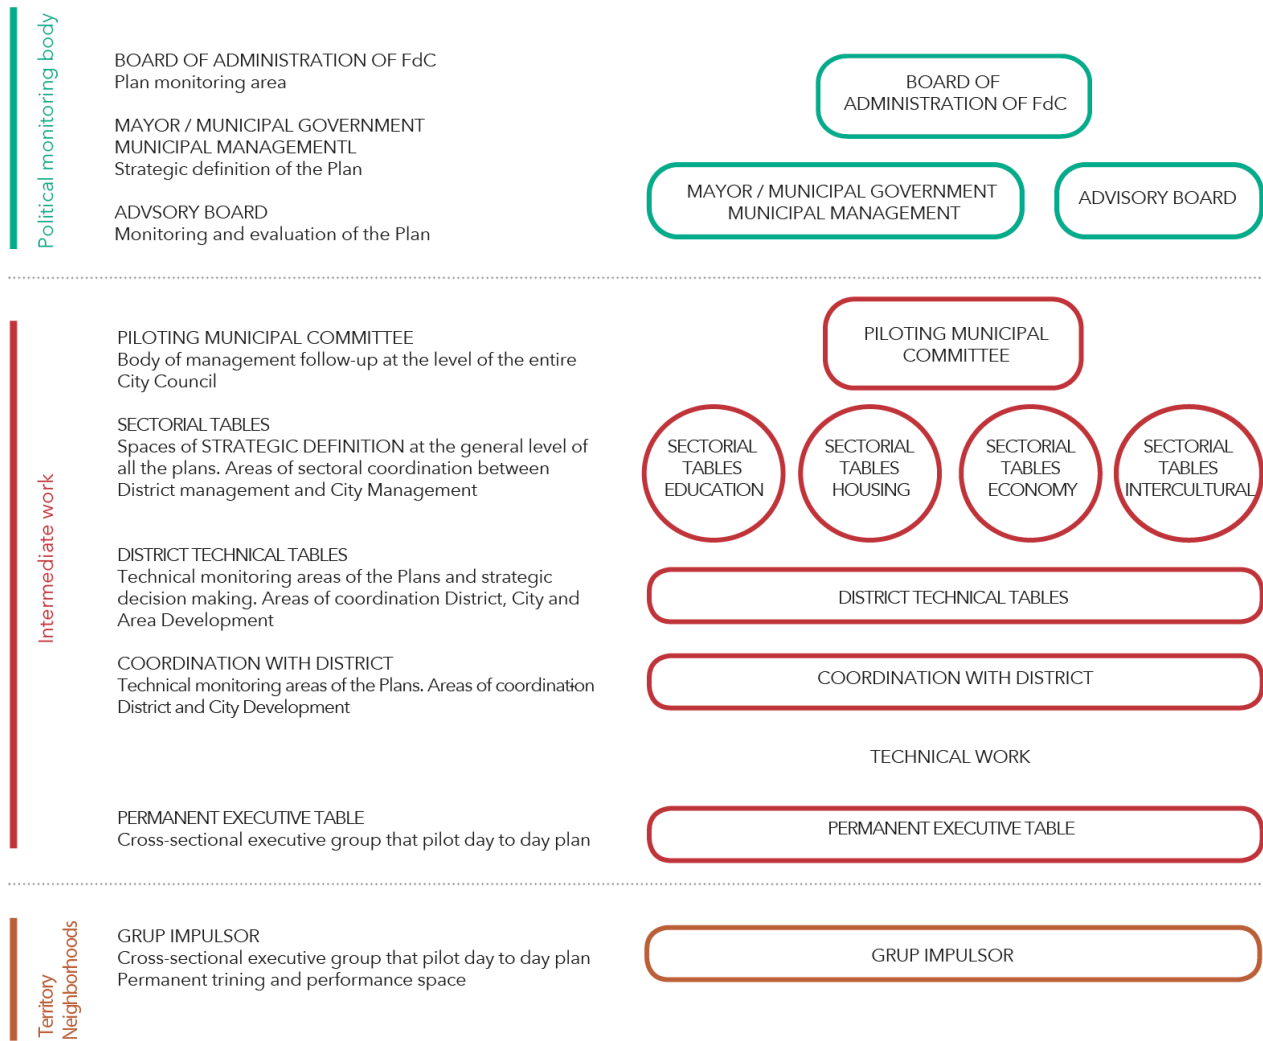 Political monitoring body
BOARD OF ADMINISTRATION OF FdC
Plan monitoring area
MAYOR / MUNICIPAL GOVERNMENT
MUNICIPAL MANAGEMENTL
Strategic definition of the Plan
ADVSORY BOARD
Monitoring and evaluation of the Plan
BOARD OF
ADMINISTRATION OF FdC
MAYOR / MUNICIPAL GOVERNMENT
MUNICIPAL MANAGEMENT
ADVISORY BOARD
Intermediate work
PILOTING MUNICIPAL COMMITTEE
Body of management follow-up at the level of the entire
City Council
SECTORIAL TABLES
Spaces of STRATEGIC DEFINITION at the general level of
all the plans. Areas of sectoral coordination between
District management and City Management
DISTRICT TECHNICAL TABLES
Technical monitoring areas of the Plans and strategic
decision making. Areas of coordination District, City and
Area Development
COORDINATION WITH DISTRICT
Technical monitoring areas of the Plans. Areas of coordination
District and City Development
PERMANENT EXECUTIVE TABLE
Cross-sectional executive group that pilot day to day plan
PILOTING MUNICIPAL
COMMITTEE
SECTORIAL
TABLES
EDUCATION
SECTORIAL
TABLES
HOUSING
SECTORIAL
TABLES
ECONOMY
SECTORIAL
TABLES
INTERCULTURAL
DISTRICT TECHNICAL TABLES
COORDINATION WITH DISTRICT
TECHNICAL WORK
PERMANENT EXECUTIVE TABLE
Territory
Neighborhoods
GRUP IMPULSOR
Cross-sectional executive group that pilot day to day plan
Permanent trining and performance space
GRUP IMPULSOR